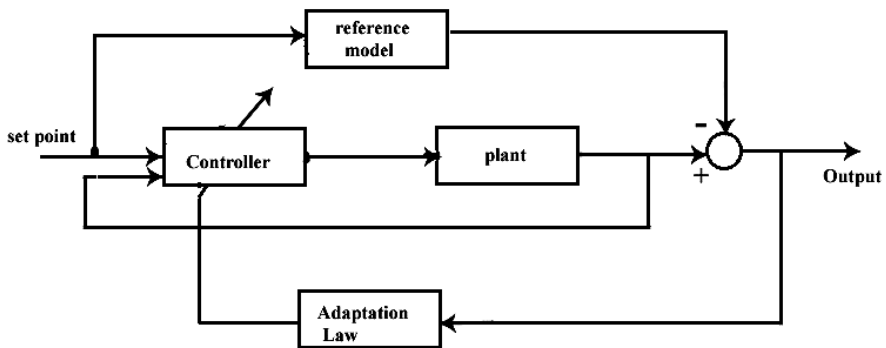 reference
model
set point
Controller
plant
-
+
Output
Adaptation
Law